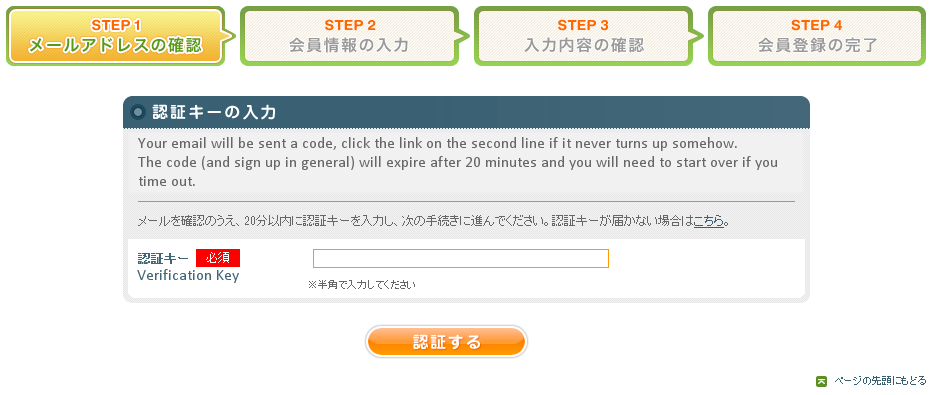 STEP 1
メールアドレスの確認
STEP 2
会員情報の入力
STEP 3
入力内容の確認
STEP 4
会員登録の完了
認証キーの入力
Your email will be sent a code, click the link on the second line if it never turns up somehow.
The code (and sign up in general) will expire after 20 minutes and you will need to start over if you
time out.
メールを確認のうえ、20分以内に認証キーを入力し、次の手続きに進んでください。認証キーが届かない場合はこちら。
認証キー 必須
Verification Key
※半角で入力してください
認証する
ページの先頭にもどる